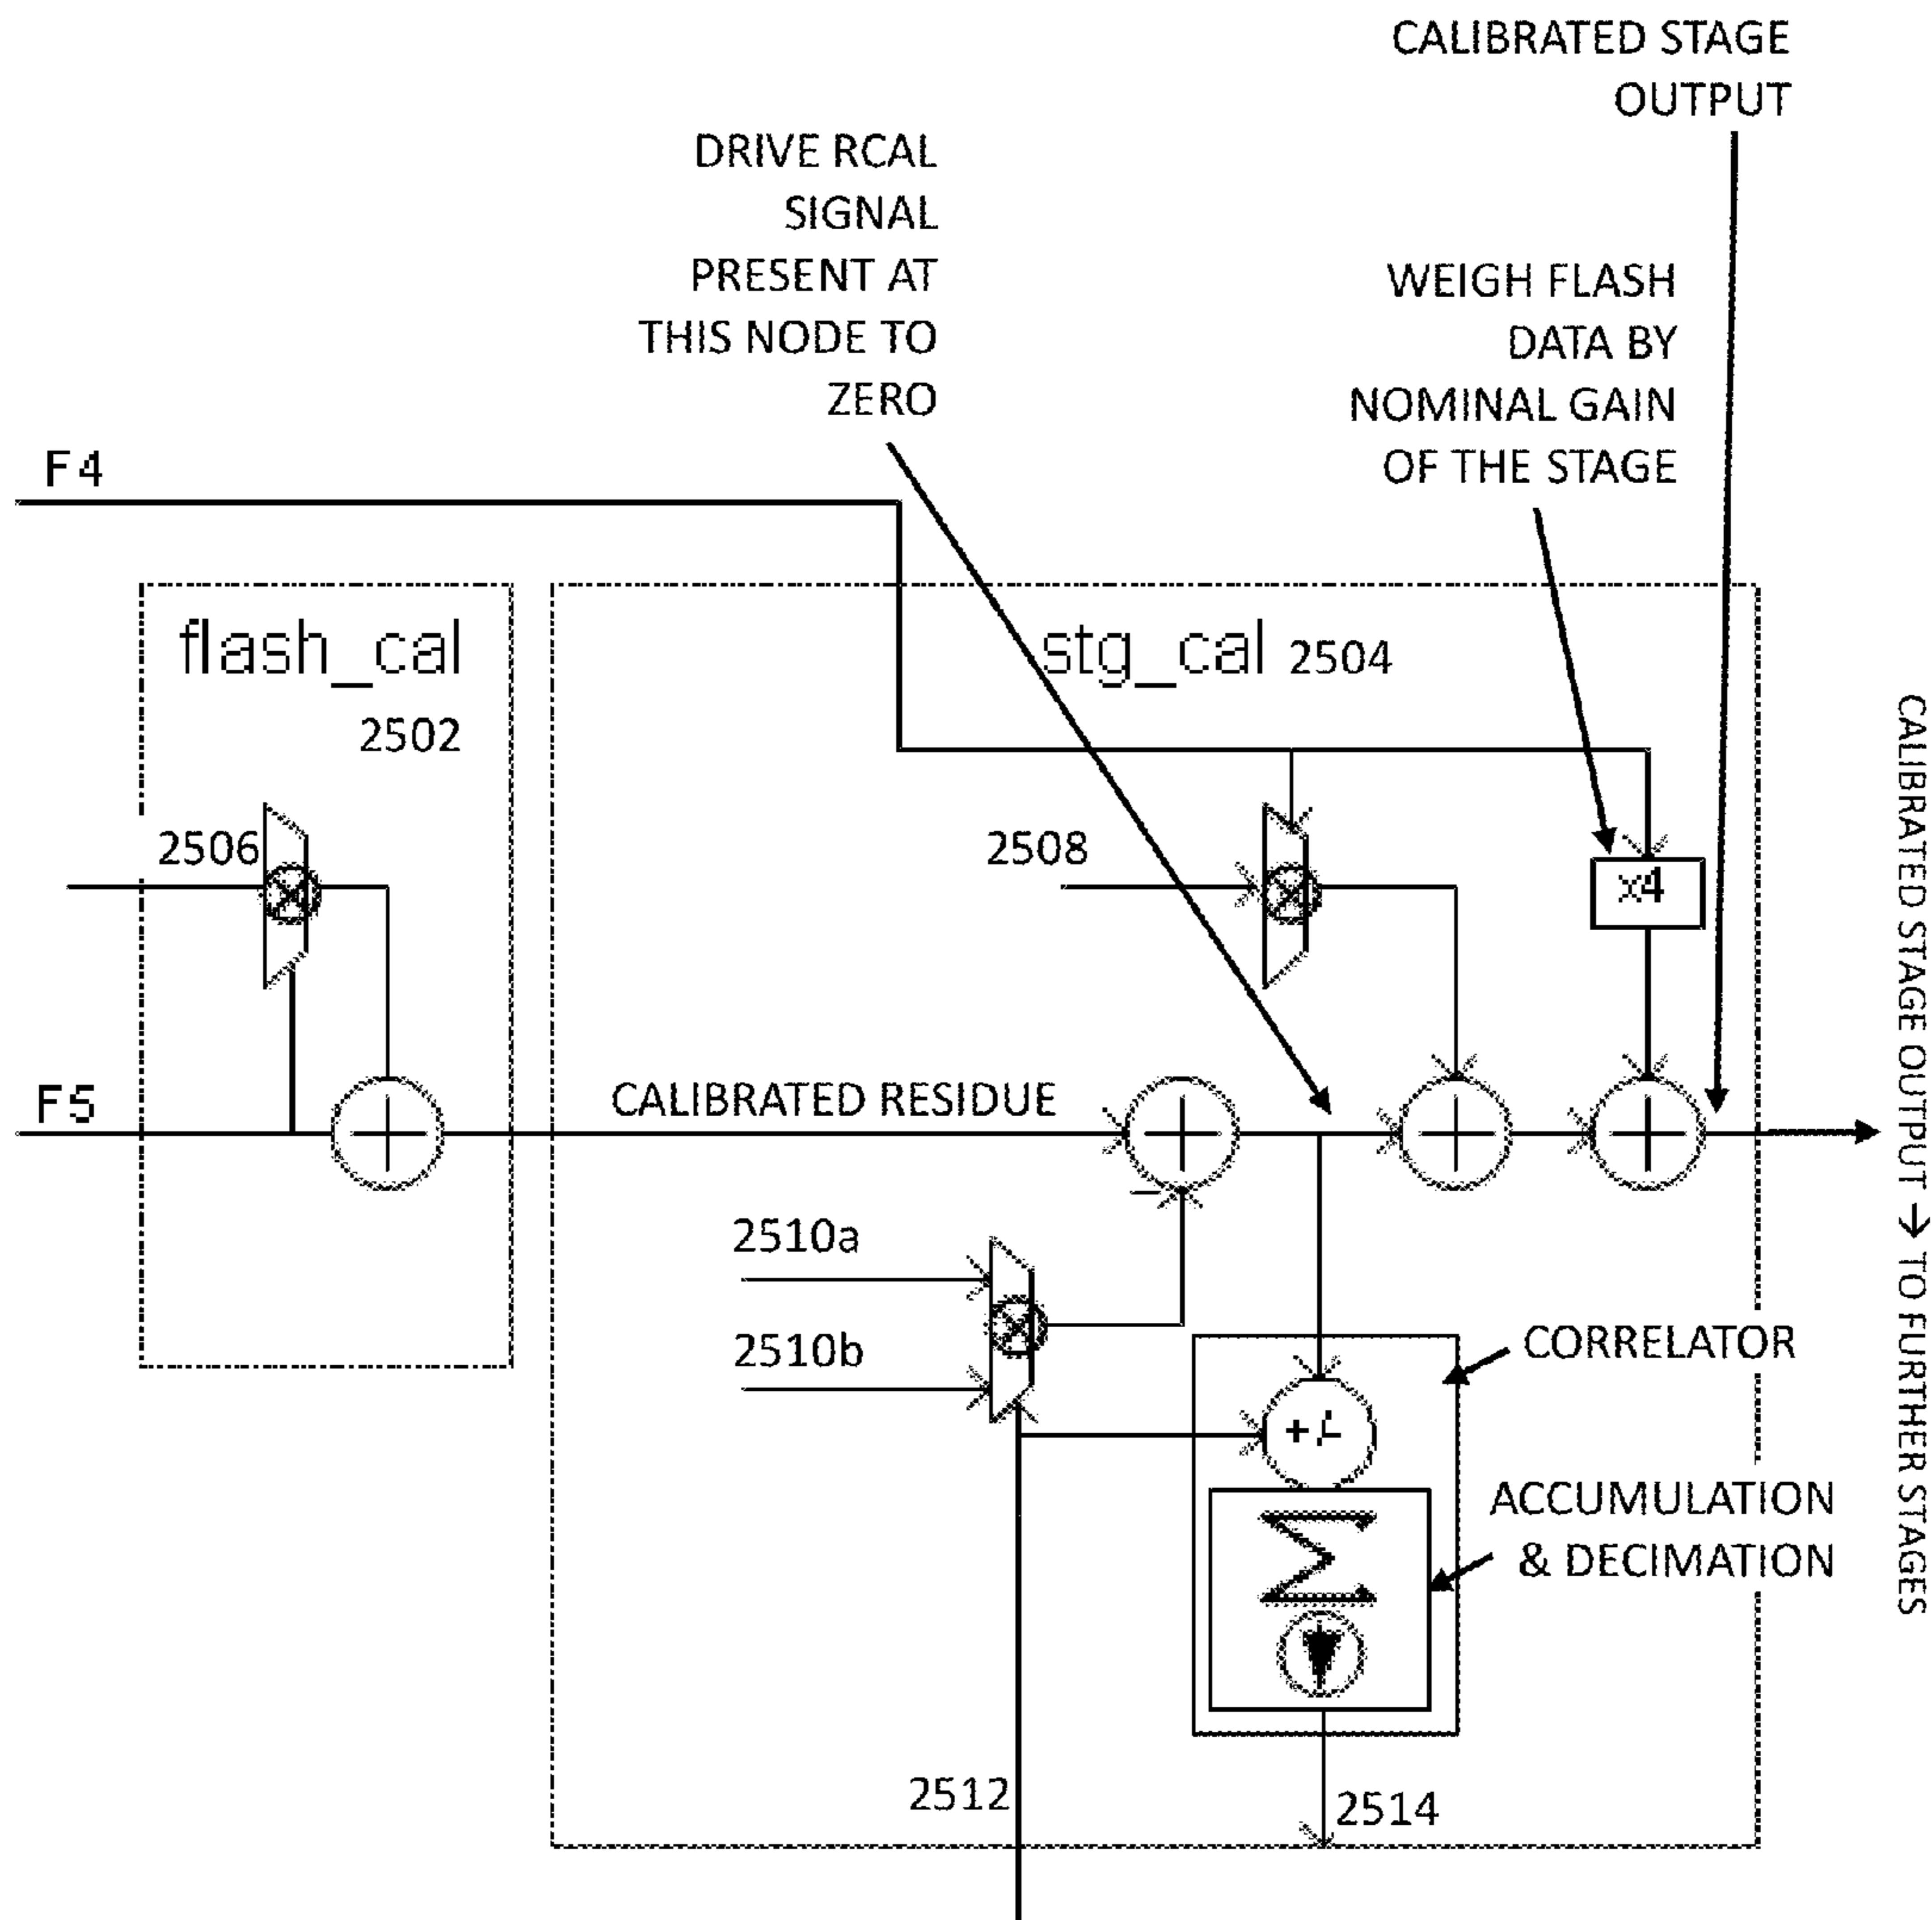 CALIBRATED STAGE
OUTPUT
DRIVE RCAL
SIGNAL
PRESENT AT
THIS NODE TO
ZERO
WEIGH FLASH
DATA BY
NOMINAL GAIN
OF THE STAGE
F4
flash_cal
2502
stg_cal 2504
2506
2508
x4
F5
CALIBRATED RESIDUE
+
+
+
+
−
2510a
2510b
CORRELATOR
+/-
ACCUMULATION
& DECIMATION
Σ
2512
2514
CALIBRATED STAGE OUTPUT → TO FURTHER STAGES